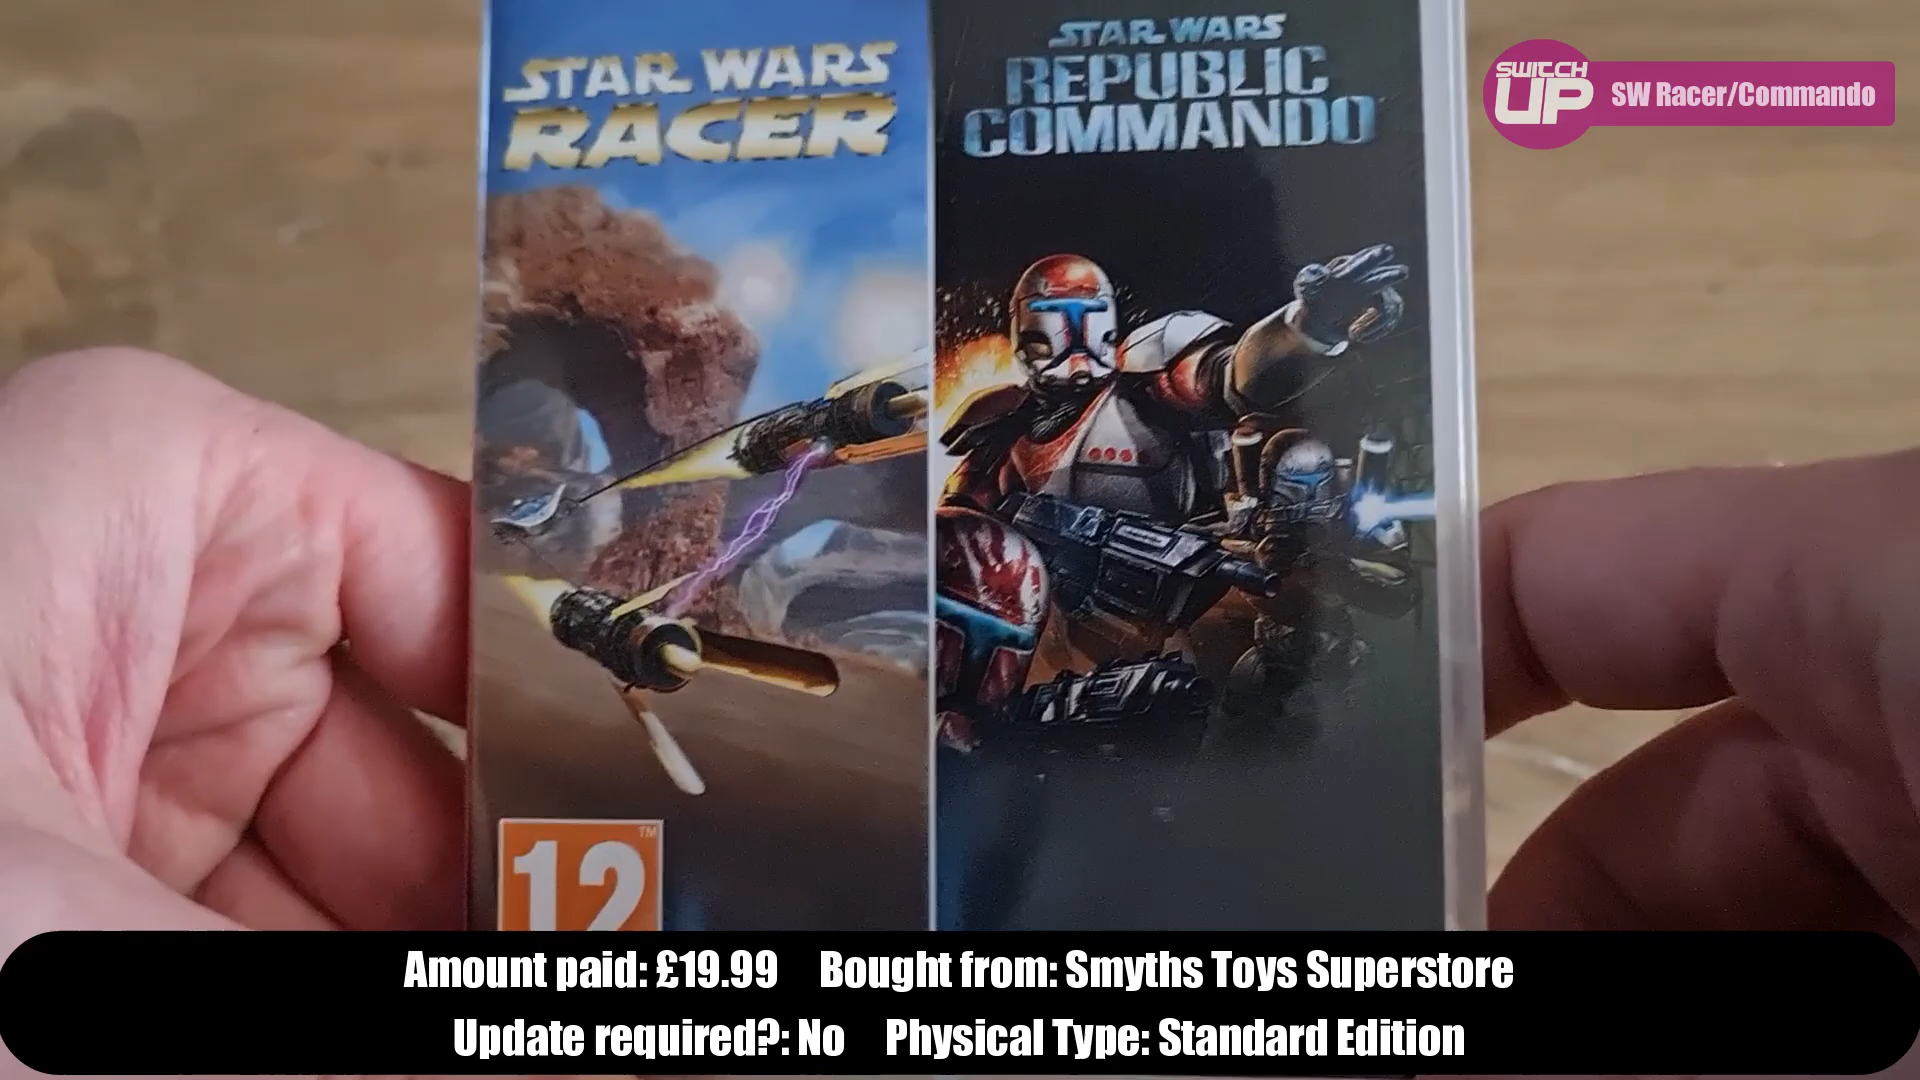 STAR WARS
RACER
STAR WARS
REPUBLIC
COMMANDO
SWITCH
UP
SW Racer/Commando
12
TM
Amount paid: £19.99 Bought from: Smyths Toys Superstore
Update required?: No Physical Type: Standard Edition